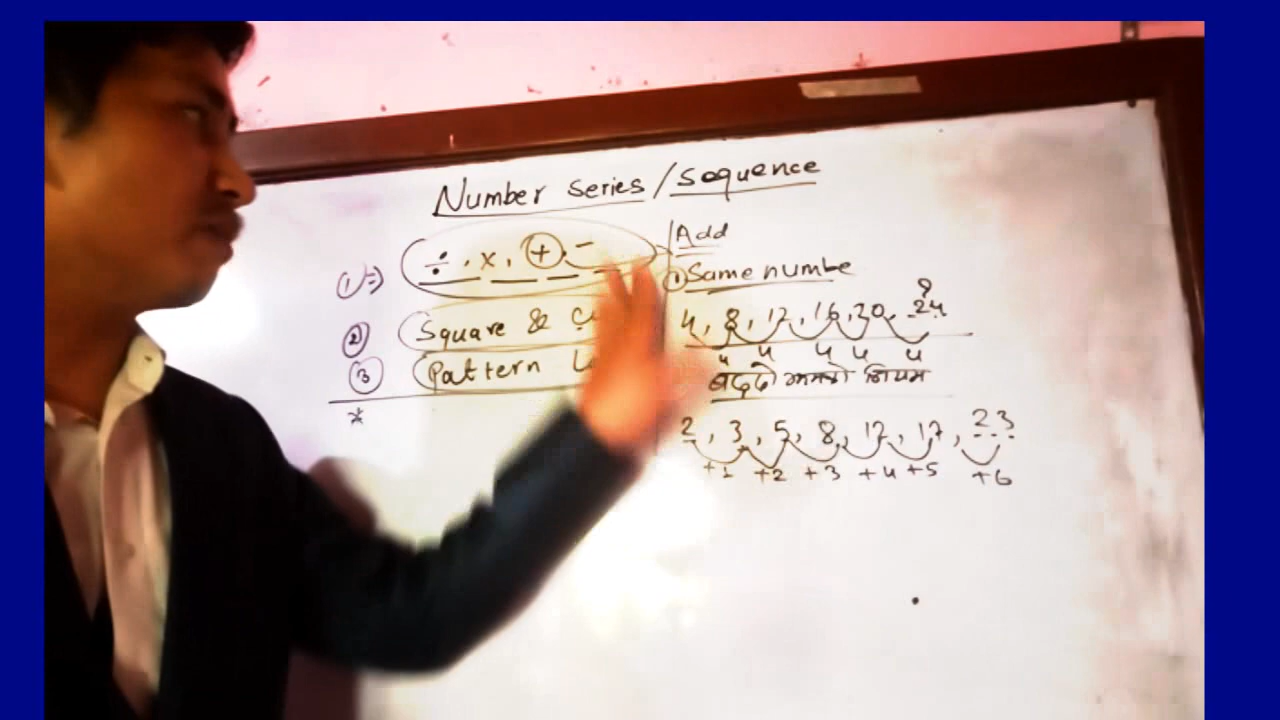 Number series/sequence
1 ⇒ ÷, ×, +, -
2 Square &
3 Pattern
*
Add
1 Same numbe
4, 8, 12, 16, 20, 24
?
4 4 4 4 4
नियम
2, 3, 5, 8, 12, 17, 23
+1 +2 +3 +4 +5 +6